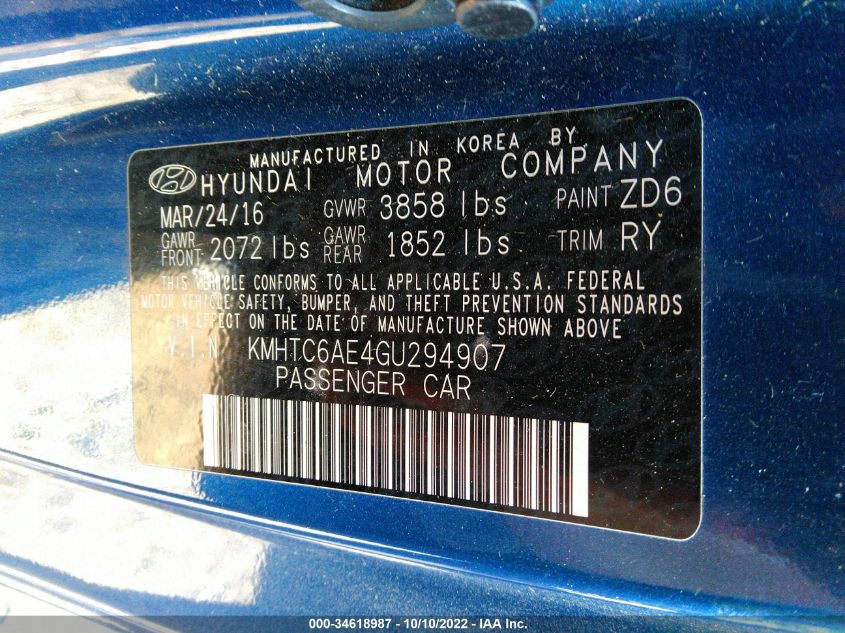 MANUFACTURED IN KOREA BY
HYUNDAI MOTOR COMPANY
MAR/24/16 GVWR 3858 lbs PAINT ZD6
GAWR FRONT 2072 lbs GAWR REAR 1852 lbs TRIM RY
THIS VEHICLE CONFORMS TO ALL APPLICABLE U.S.A. FEDERAL
MOTOR VEHICLE SAFETY, BUMPER, AND THEFT PREVENTION STANDARDS
IN EFFECT ON THE DATE OF MANUFACTURE SHOWN ABOVE
V.I.N KMHTC6AE4GU294907
PASSENGER CAR
000-34618987 - 10/10/2022 - IAA Inc.